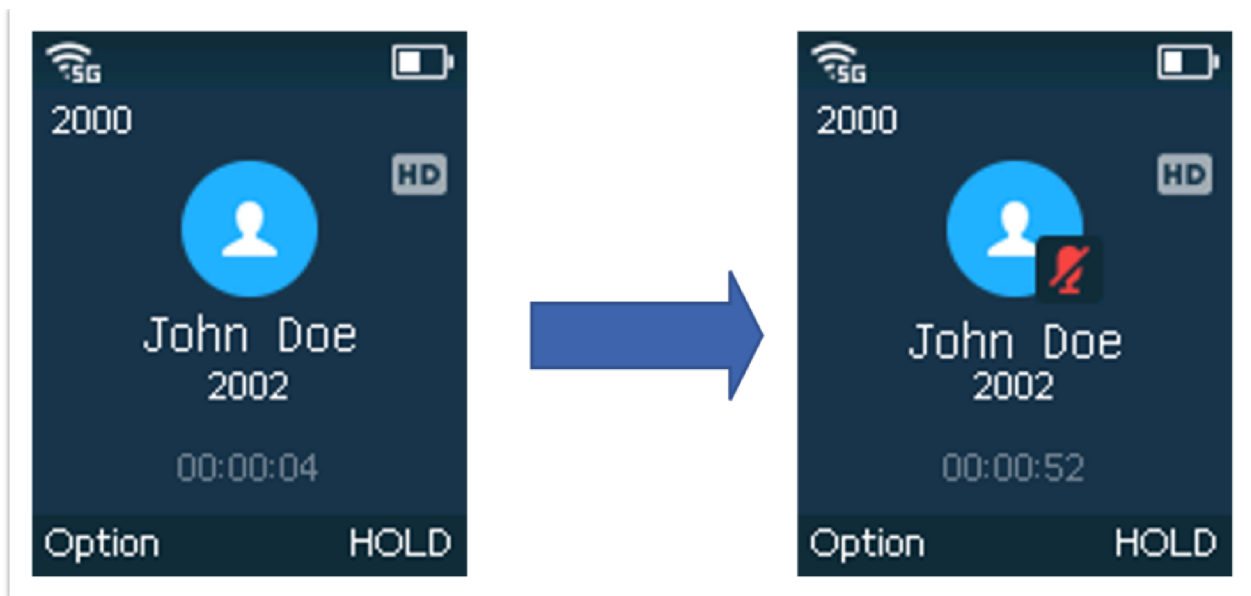 5G
2000
HD
John Doe
2002
00:00:04
Option HOLD
5G
2000
HD
John Doe
2002
00:00:52
Option HOLD